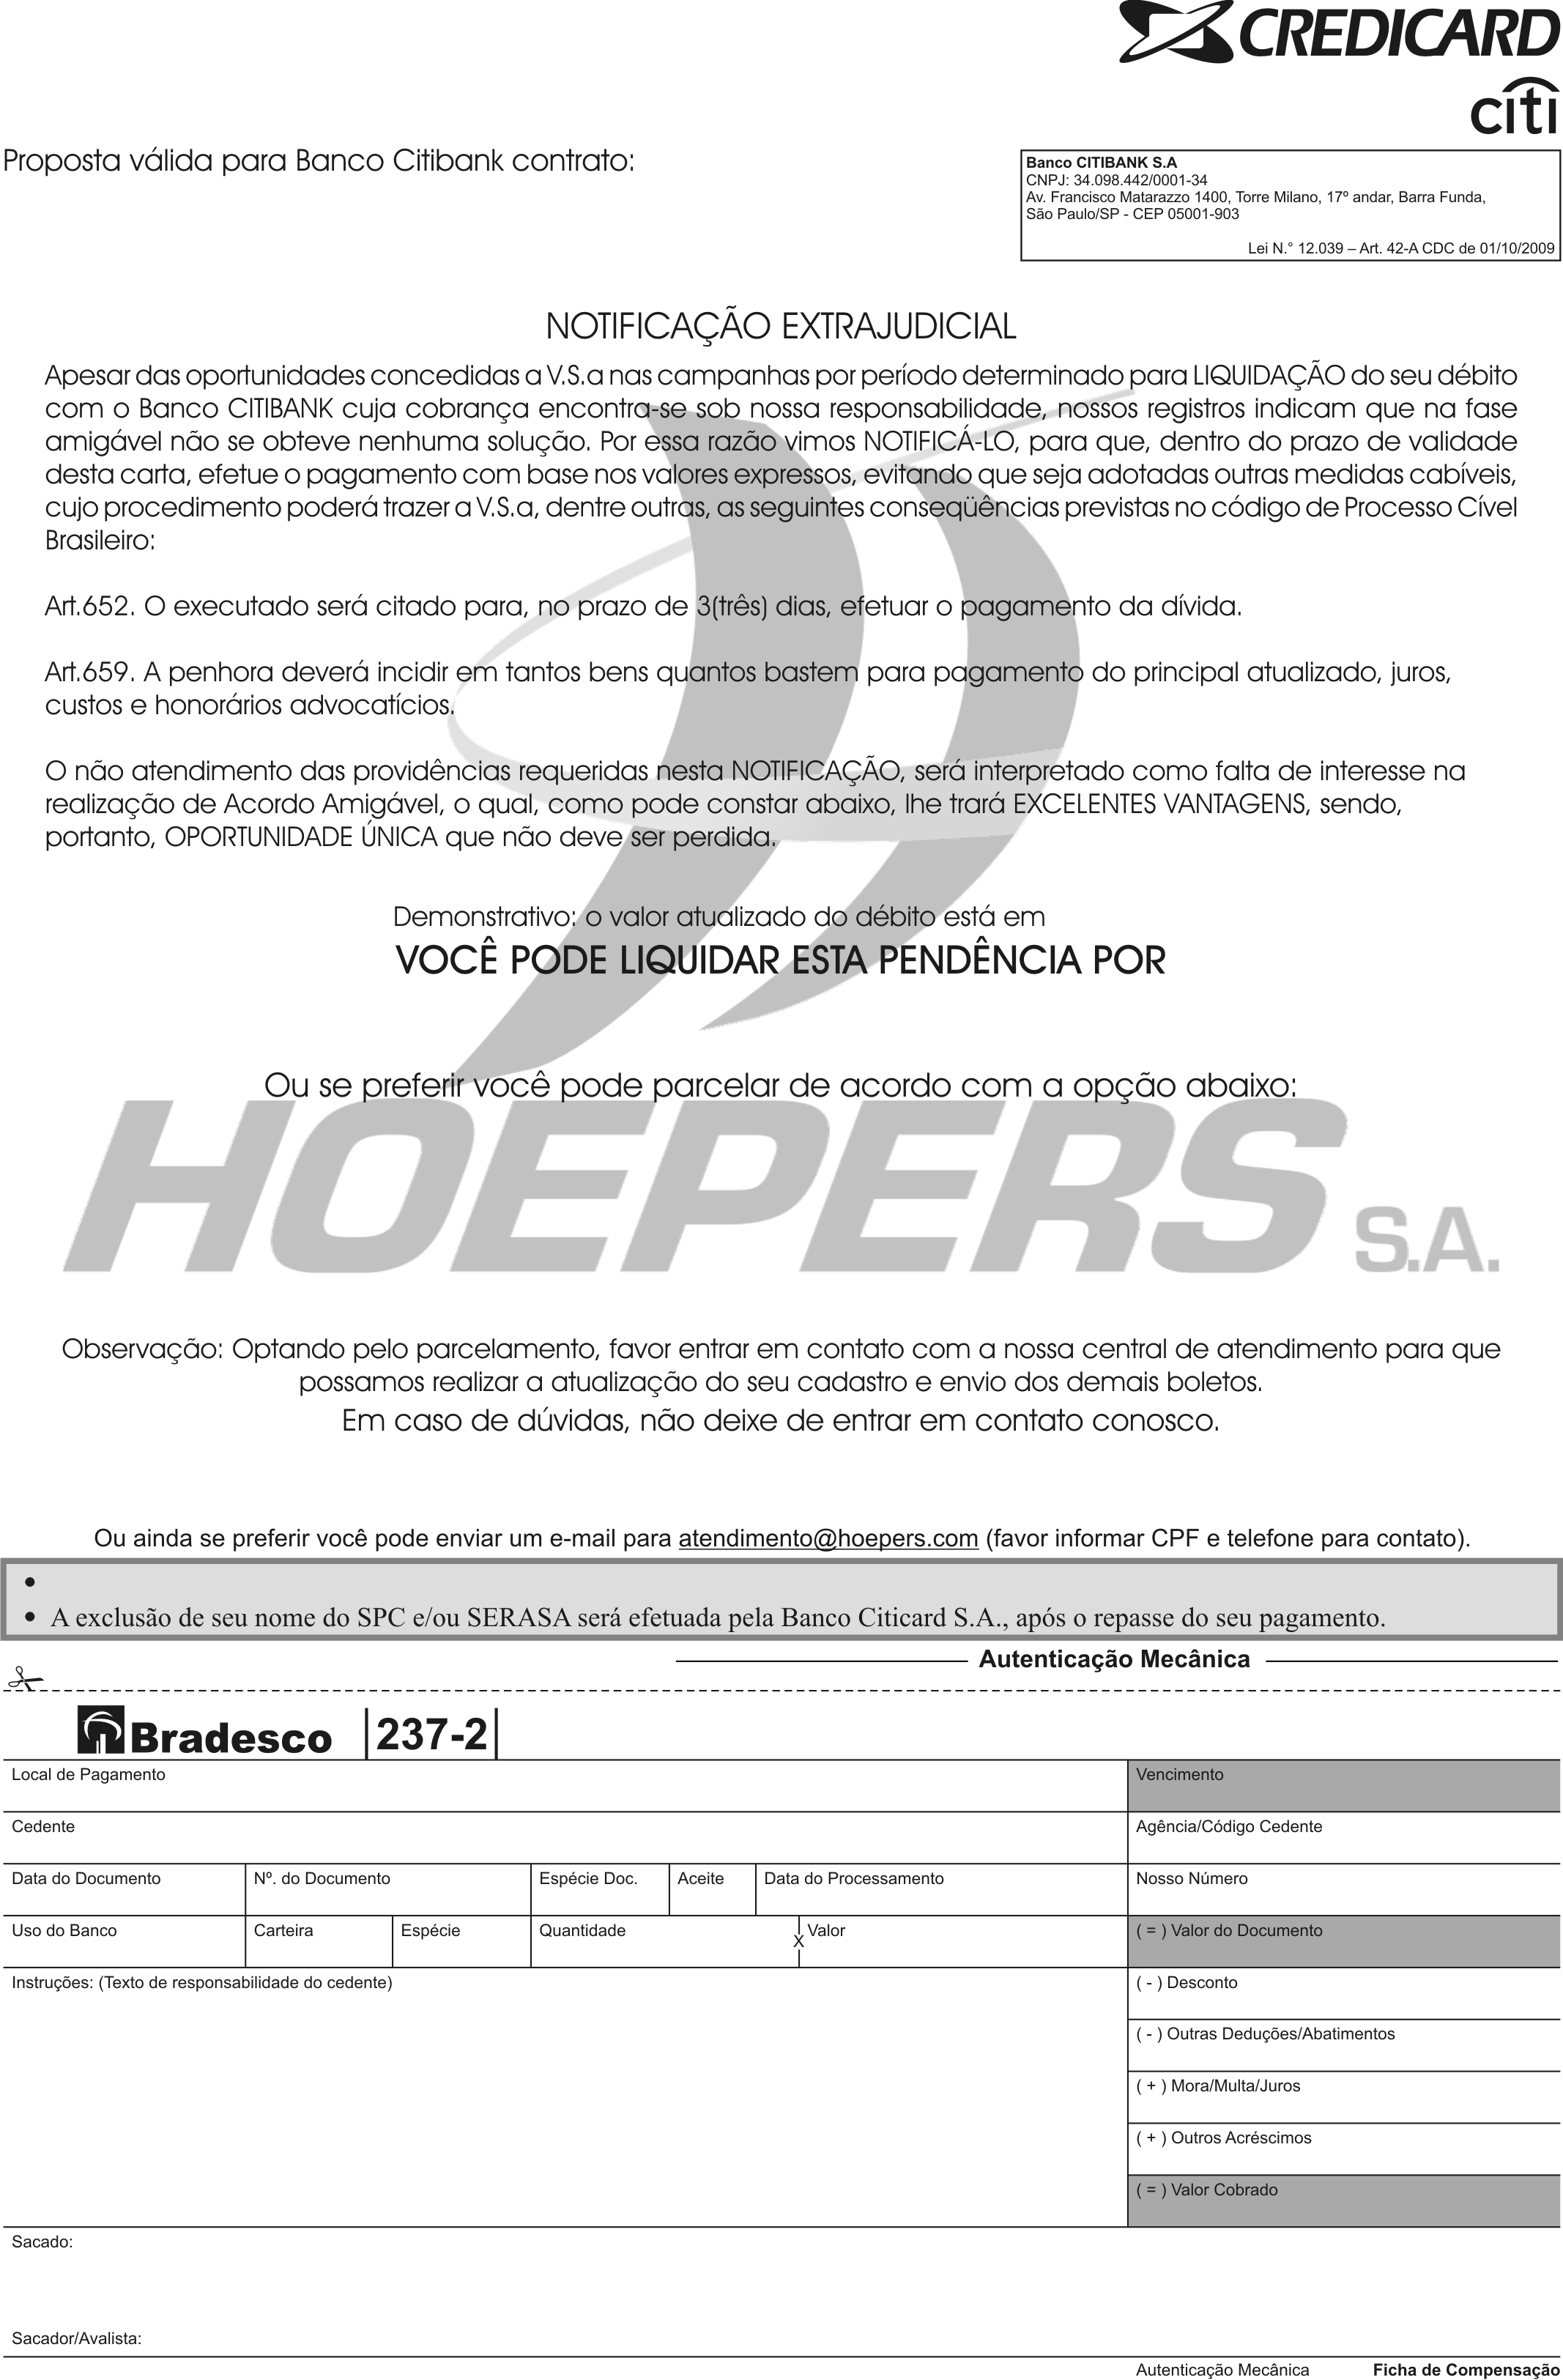 CREDICARD
citi
Proposta válida para Banco Citibank contrato:
Banco CITIBANK S.A
CNPJ: 34.098.442/0001-34
Av. Francisco Matarazzo 1400, Torre Milano, 17º andar, Barra Funda,
São Paulo/SP - CEP 05001-903
Lei N.° 12.039 – Art. 42-A CDC de 01/10/2009
NOTIFICAÇÃO EXTRAJUDICIAL
Apesar das oportunidades concedidas a V.S.a nas campanhas por período determinado para LIQUIDAÇÃO do seu débito
com o Banco CITIBANK cuja cobrança encontra-se sob nossa responsabilidade, nossos registros indicam que na fase
amigável não se obteve nenhuma solução. Por essa razão vimos NOTIFICÁ-LO, para que, dentro do prazo de validade
desta carta, efetue o pagamento com base nos valores expressos, evitando que seja adotadas outras medidas cabíveis,
cujo procedimento poderá trazer a V.S.a, dentre outras, as seguintes conseqüências previstas no código de Processo Cível
Brasileiro:
Art.652. O executado será citado para, no prazo de 3(três) dias, efetuar o pagamento da dívida.
Art.659. A penhora deverá incidir em tantos bens quantos bastem para pagamento do principal atualizado, juros,
custos e honorários advocatícios.
O não atendimento das providências requeridas nesta NOTIFICAÇÃO, será interpretado como falta de interesse na
realização de Acordo Amigável, o qual, como pode constar abaixo, lhe trará EXCELENTES VANTAGENS, sendo,
portanto, OPORTUNIDADE ÚNICA que não deve ser perdida.
Demonstrativo: o valor atualizado do débito está em
VOCÊ PODE LIQUIDAR ESTA PENDÊNCIA POR
Ou se preferir você pode parcelar de acordo com a opção abaixo:
HOEPERS S.A.
Observação: Optando pelo parcelamento, favor entrar em contato com a nossa central de atendimento para que
possamos realizar a atualização do seu cadastro e envio dos demais boletos.
Em caso de dúvidas, não deixe de entrar em contato conosco.
Ou ainda se preferir você pode enviar um e-mail para atendimento@hoepers.com (favor informar CPF e telefone para contato).
•
• A exclusão de seu nome do SPC e/ou SERASA será efetuada pela Banco Citicard S.A., após o repasse do seu pagamento.
Autenticação Mecânica
Bradesco |237-2|
Local de Pagamento Vencimento
Cedente Agência/Código Cedente
Data do Documento Nº. do Documento Espécie Doc. Aceite Data do Processamento Nosso Número
Uso do Banco Carteira Espécie Quantidade X Valor ( = ) Valor do Documento
Instruções: (Texto de responsabilidade do cedente) ( - ) Desconto
( - ) Outras Deduções/Abatimentos
( + ) Mora/Multa/Juros
( + ) Outros Acréscimos
( = ) Valor Cobrado
Sacado:
Sacador/Avalista:
Autenticação Mecânica Ficha de Compensação